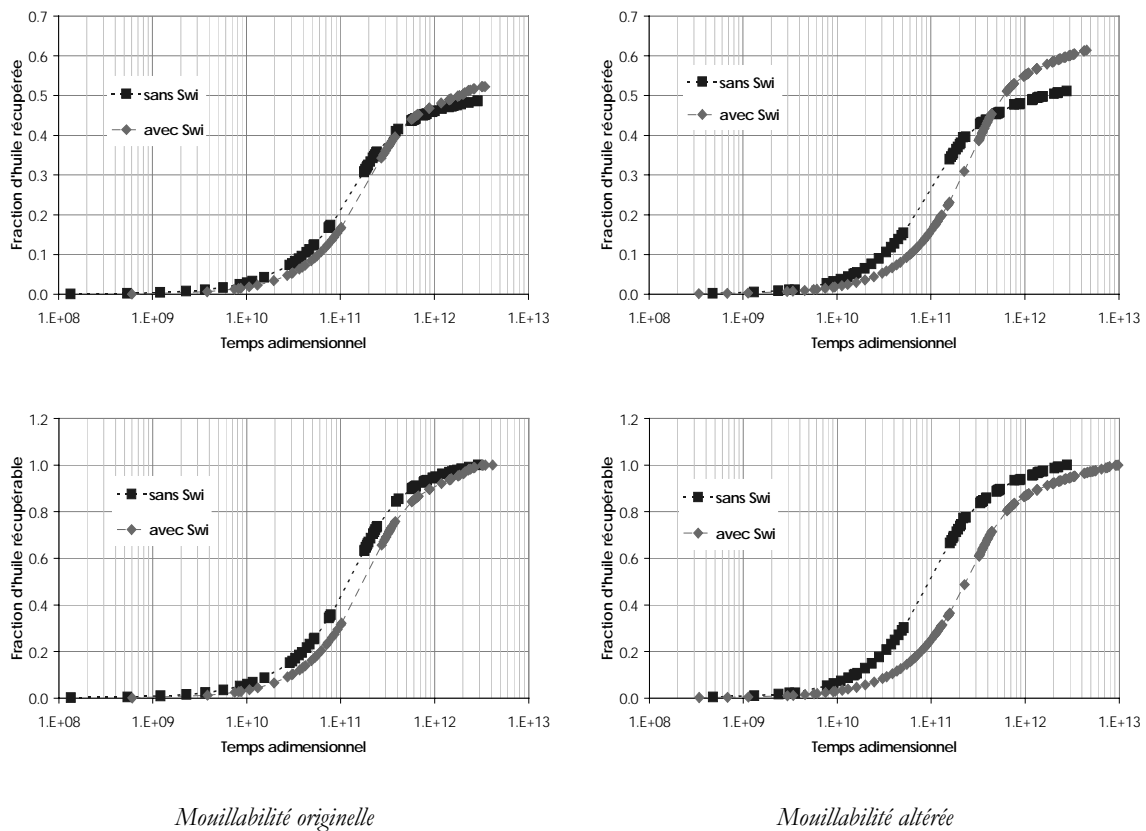 Fraction d'huile récupérée
0.7
0.6
0.5
0.4
0.3
0.2
0.1
0.0
sans Swi
avec Swi
1.E+08 1.E+09 1.E+10 1.E+11 1.E+12 1.E+13
Temps adimensionnel
Fraction d'huile récupérée
0.7
0.6
0.5
0.4
0.3
0.2
0.1
0.0
sans Swi
avec Swi
1.E+08 1.E+09 1.E+10 1.E+11 1.E+12 1.E+13
Temps adimensionnel
Fraction d'huile récupérable
1.2
1.0
0.8
0.6
0.4
0.2
0.0
sans Swi
avec Swi
1.E+08 1.E+09 1.E+10 1.E+11 1.E+12 1.E+13
Temps adimensionnel
Fraction d'huile récupérable
1.2
1.0
0.8
0.6
0.4
0.2
0.0
sans Swi
avec Swi
1.E+08 1.E+09 1.E+10 1.E+11 1.E+12 1.E+13
Temps adimensionnel
Mouillabilité originelle
Mouillabilité altérée